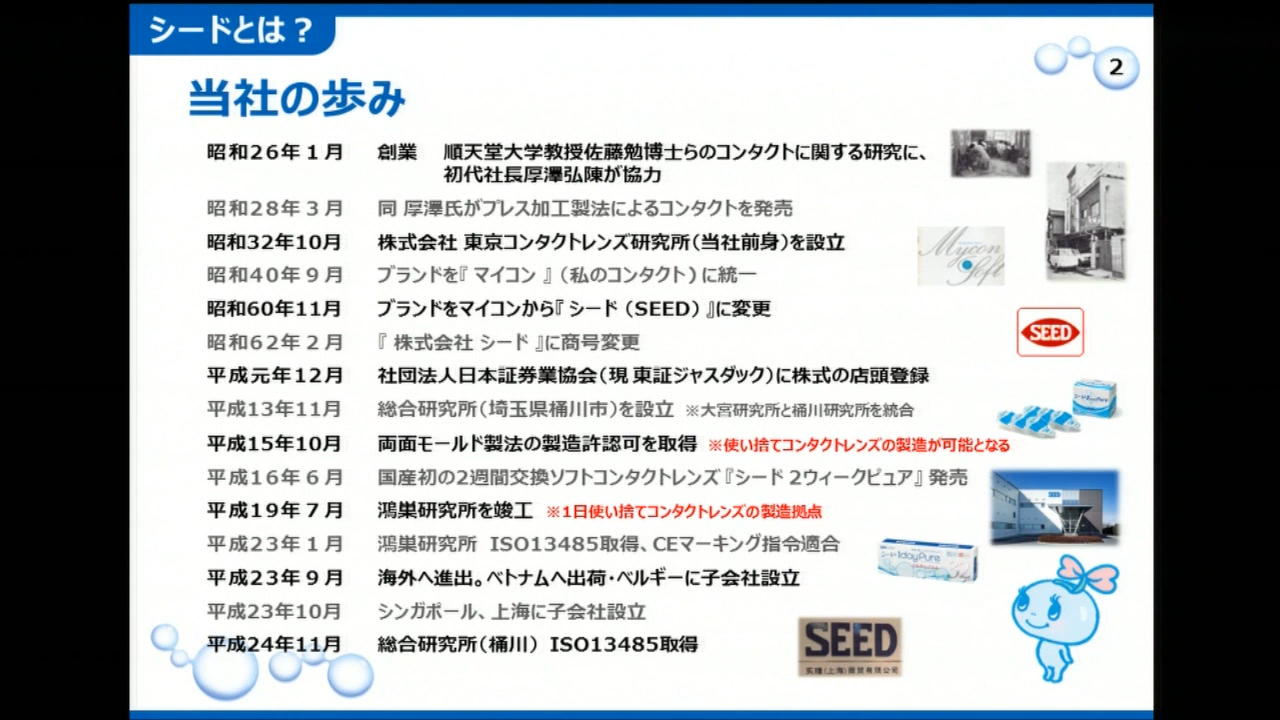 シードとは？
2
当社の歩み
昭和26年１月 創業 順天堂大学教授佐藤勉博士らのコンタクトに関する研究に、
初代社長厚澤弘陳が協力
昭和28年３月 同 厚澤氏がプレス加工製法によるコンタクトを発売
昭和32年10月 株式会社 東京コンタクトレンズ研究所（当社前身）を設立
昭和40年９月 ブランドを『 マイコン 』（私のコンタクト）に統一
昭和60年11月 ブランドをマイコンから『 シード （SEED） 』に変更
昭和62年２月 『 株式会社 シード 』に商号変更
平成元年12月 社団法人日本証券業協会（現 東証ジャスダック）に株式の店頭登録
平成13年11月 総合研究所（埼玉県桶川市）を設立 ※大宮研究所と桶川研究所を統合
平成15年10月 両面モールド製法の製造許認可を取得 ※使い捨てコンタクトレンズの製造が可能となる
平成16年６月 国産初の2週間交換ソフトコンタクトレンズ『シード 2ウィークピュア』 発売
平成19年７月 鴻巣研究所を竣工 ※1日使い捨てコンタクトレンズの製造拠点
平成23年１月 鴻巣研究所 ISO13485取得、CEマーキング指令適合
平成23年９月 海外へ進出。ベトナムへ出荷・ベルギーに子会社設立
平成23年10月 シンガポール、上海に子会社設立
平成24年11月 総合研究所（桶川） ISO13485取得
Mycon
Soft
SEED
シード 1dayPure
SEED